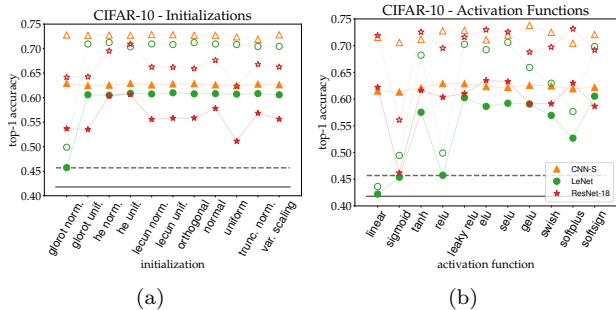 CIFAR-10 - Initializations
0.75
0.70
0.65
0.60
0.55
0.50
0.45
0.40
top-1 accuracy
glorot norm.
glorot unif.
he norm.
he unif.
lecun norm.
lecun unif.
orthogonal
normal
uniform
trunc. norm.
var. scaling
initialization
(a)
CIFAR-10 - Activation Functions
0.75
0.70
0.65
0.60
0.55
0.50
0.45
0.40
top-1 accuracy
CNN-S
LeNet
ResNet-18
linear
sigmoid
tanh
relu
leaky relu
elu
selu
gelu
swish
softplus
softsign
activation function
(b)